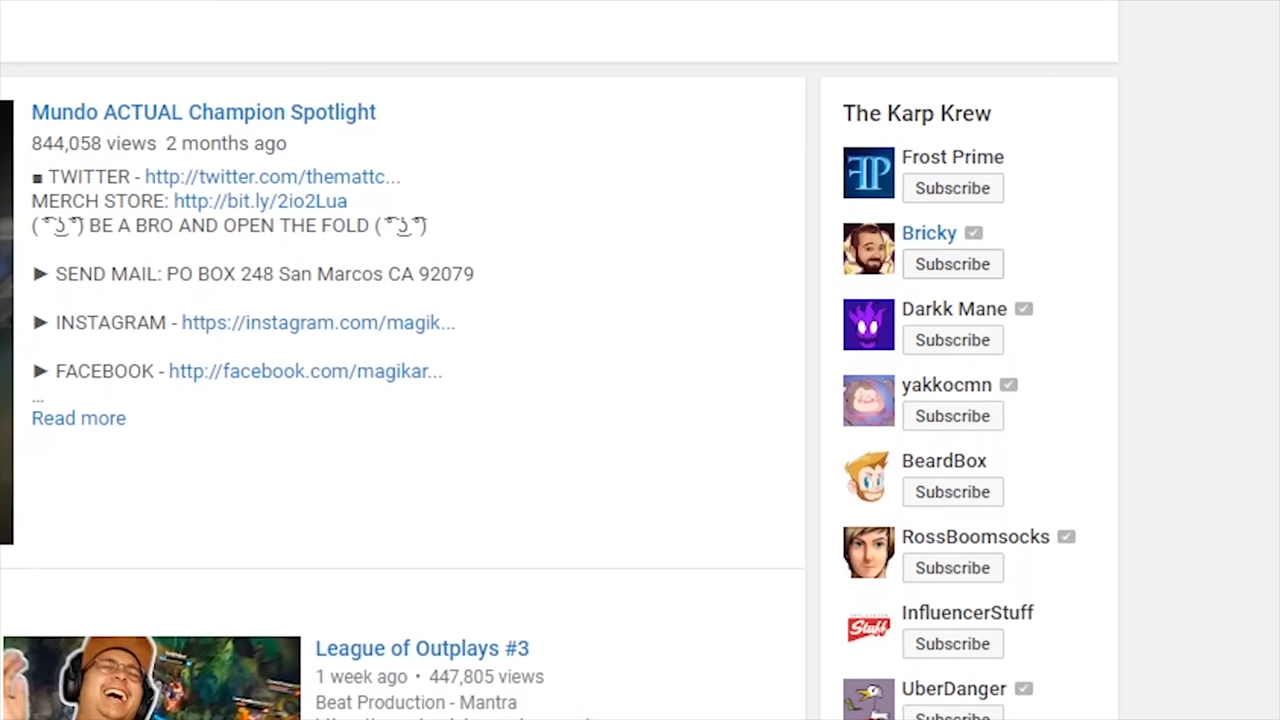 Mundo ACTUAL Champion Spotlight
844,058 views 2 months ago
■ TWITTER - http://twitter.com/themattc...
MERCH STORE: http://bit.ly/2io2Lua
( ͡° ͜ʖ ͡°) BE A BRO AND OPEN THE FOLD ( ͡° ͜ʖ ͡°)
► SEND MAIL: PO BOX 248 San Marcos CA 92079
► INSTAGRAM - https://instagram.com/magik...
► FACEBOOK - http://facebook.com/magikar...
...
Read more
League of Outplays #3
1 week ago • 447,805 views
Beat Production - Mantra
The Karp Krew
FP
Frost Prime
Subscribe
Bricky
Subscribe
Darkk Mane
Subscribe
yakkocmn
Subscribe
BeardBox
Subscribe
RossBoomsocks
Subscribe
Stuff
InfluencerStuff
Subscribe
UberDanger
Subscribe